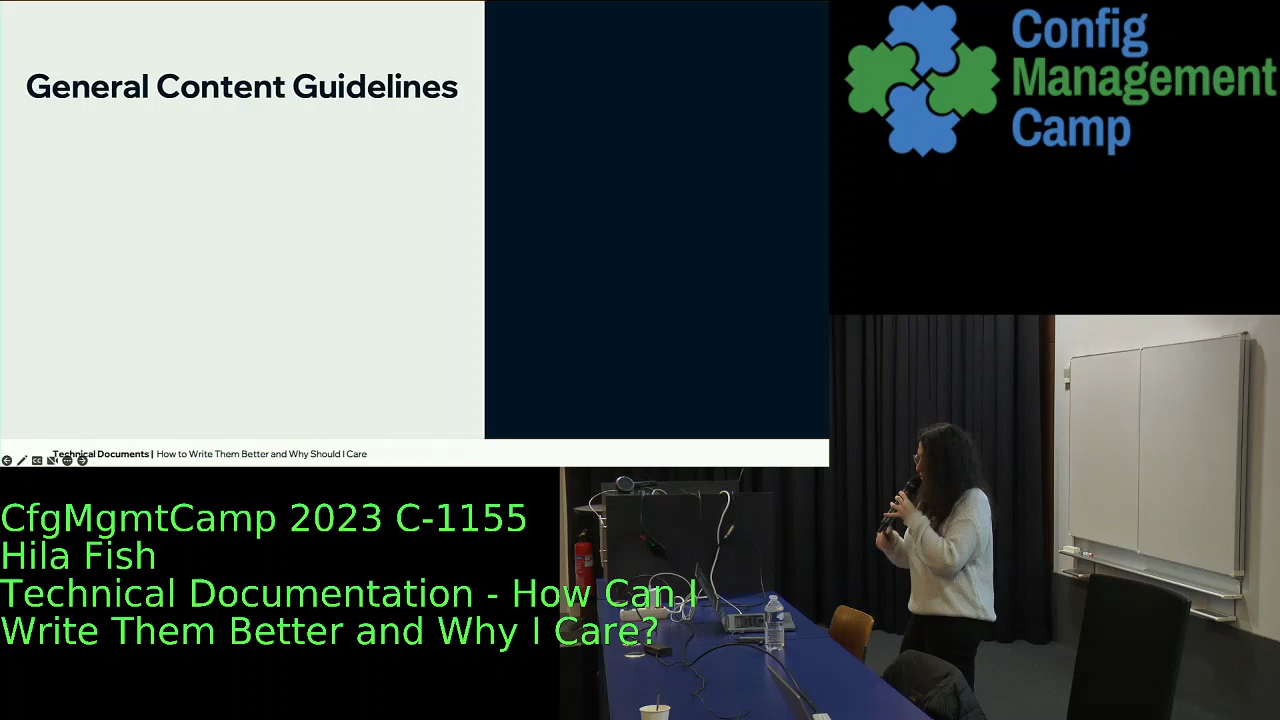 General Content Guidelines
Technical Documents | How to Write Them Better and Why Should I Care
Config
Management
Camp
CfgMgmtCamp 2023 C-1155
Hila Fish
Technical Documentation - How Can I
Write Them Better and Why I Care?